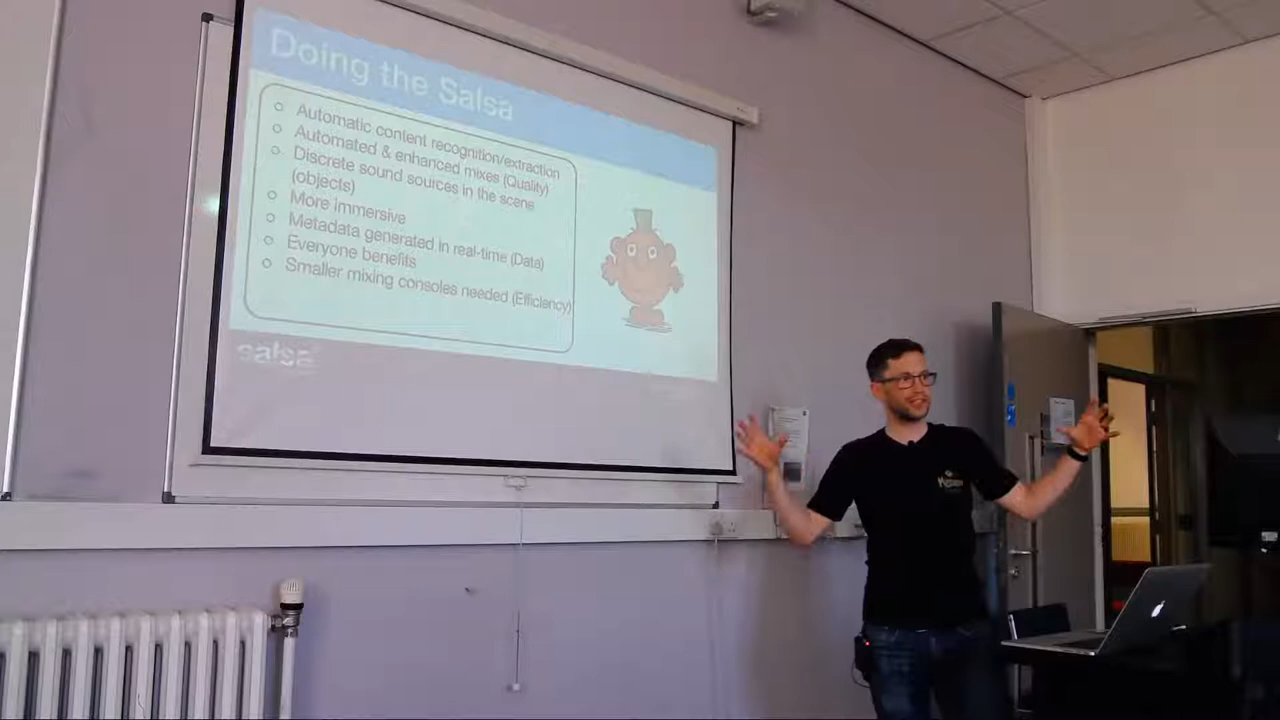 Doing the Salsa
Automatic content recognition/extraction
Automated & enhanced mixes (Quality)
Discrete sound sources in the scene
(objects)
More immersive
Metadata generated in real-time (Data)
Everyone benefits
Smaller mixing consoles needed (Efficiency)
salsa